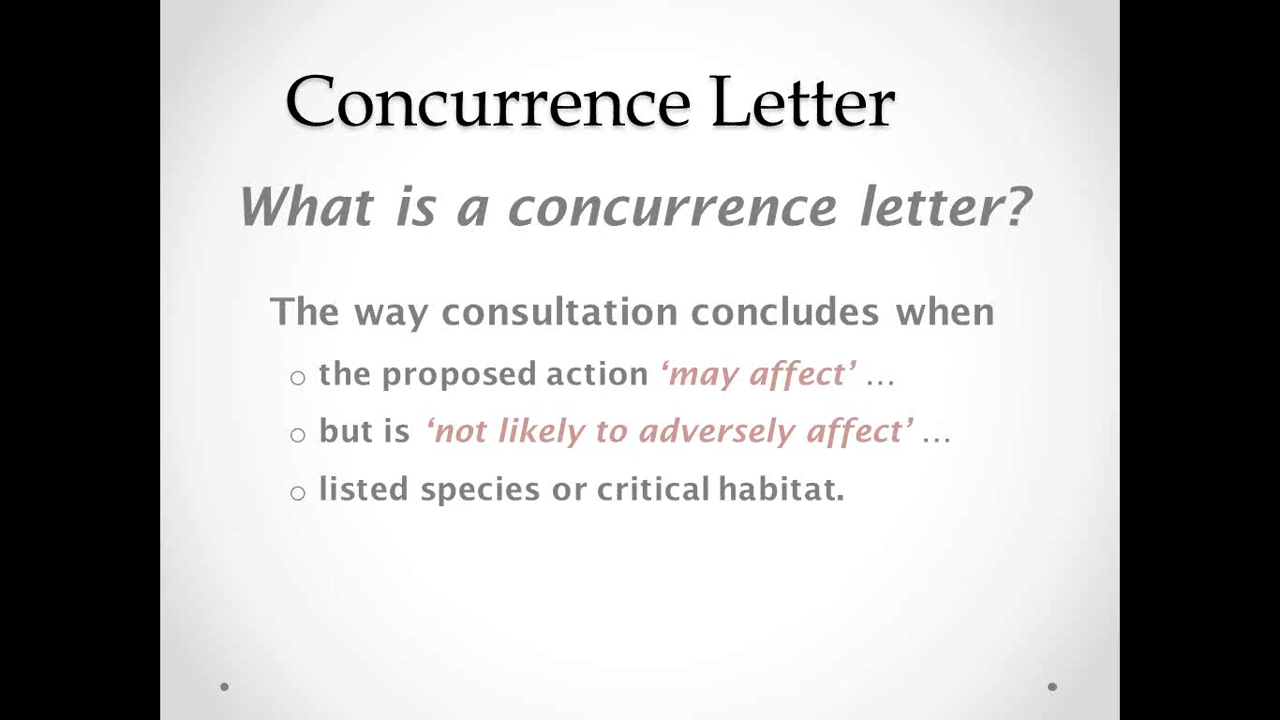 Concurrence Letter
What is a concurrence letter?
The way consultation concludes when
o the proposed action ‘may affect’ …
o but is ‘not likely to adversely affect’ …
o listed species or critical habitat.